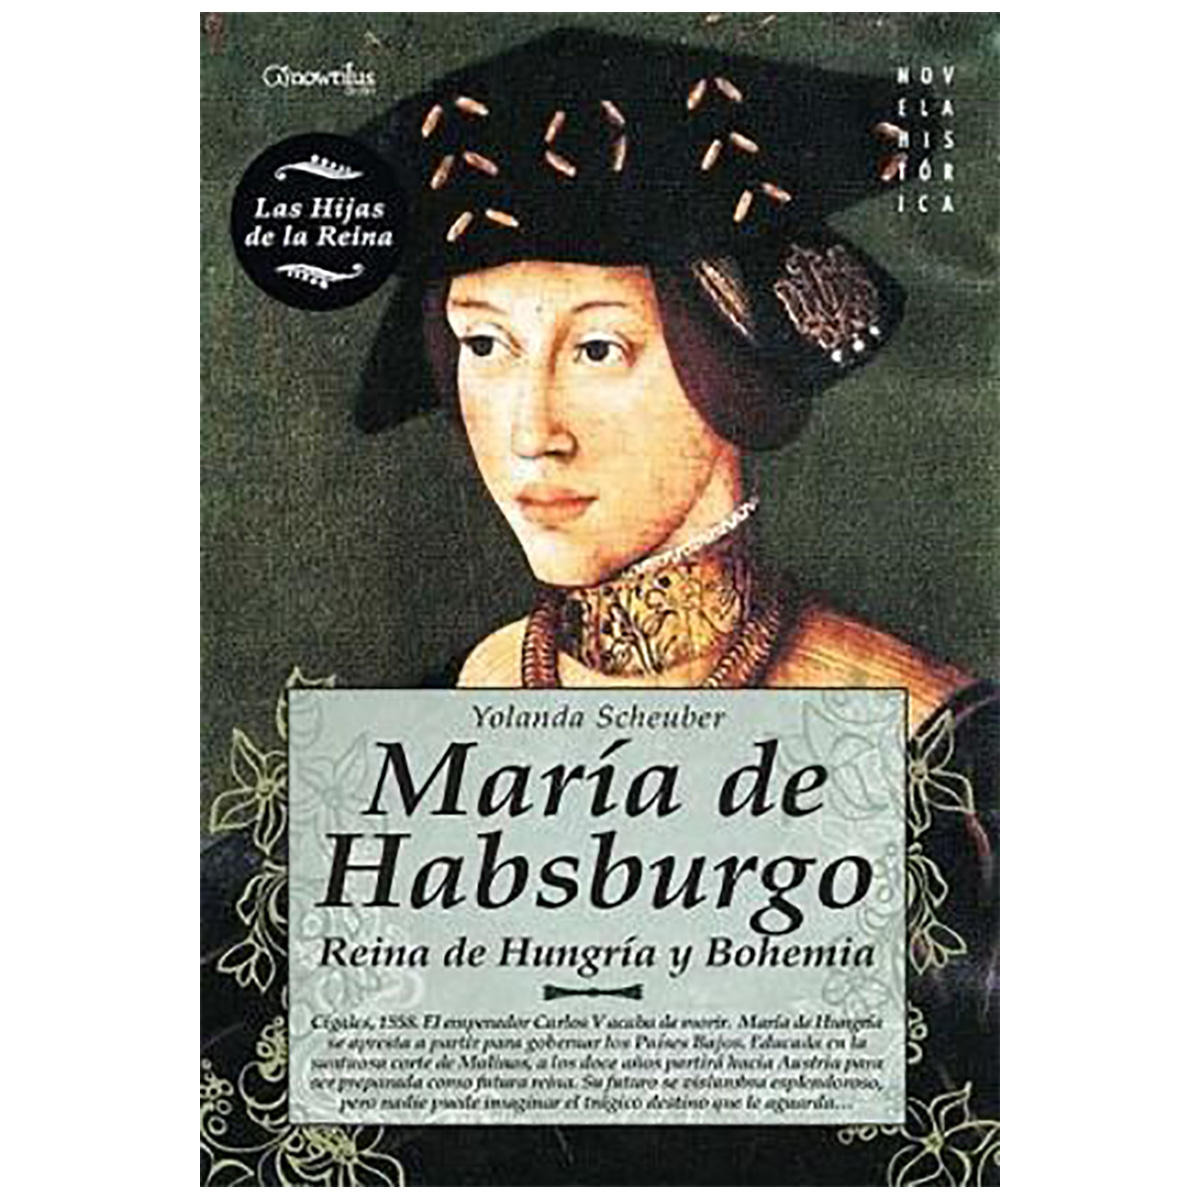 nowtilus
NOV
ELA
HIS
TÓR
ICA
Las Hijas
de la Reina
Yolanda Scheuber
María de
Habsburgo
Reina de Hungría y Bohemia
Cigales, 1558. El emperador Carlos V acaba de morir. María de Hungría
se apresta a partir para gobernar los Países Bajos. Educada en la
suntuosa corte de Malinas, a los doce años partirá hacia Austria para
ser preparada como futura reina. Su futuro se vislumbra esplendoroso,
pero nadie puede imaginar el trágico destino que le aguarda...